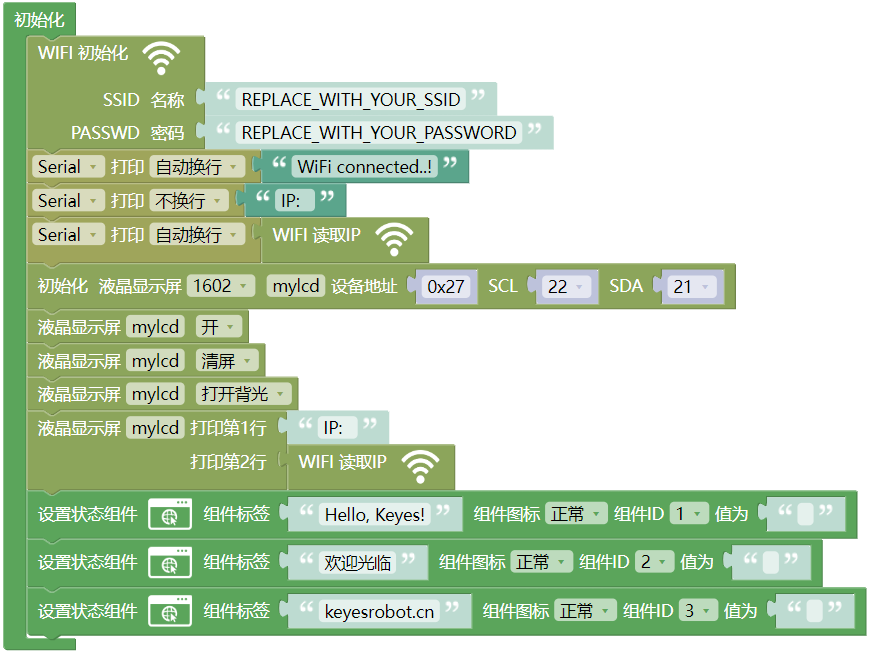 初始化
WIFI 初始化
SSID 名称 “ REPLACE_WITH_YOUR_SSID ”
PASSWD 密码 “ REPLACE_WITH_YOUR_PASSWORD ”
Serial 打印 自动换行 “ WiFi connected..! ”
Serial 打印 不换行 “ IP: ”
Serial 打印 自动换行 WIFI 读取IP
初始化 液晶显示屏 1602 mylcd 设备地址 0x27 SCL 22 SDA 21
液晶显示屏 mylcd 开
液晶显示屏 mylcd 清屏
液晶显示屏 mylcd 打开背光
液晶显示屏 mylcd 打印第1行 “ IP: ”
打印第2行 WIFI 读取IP
设置状态组件 组件标签 “ Hello, Keyes! ” 组件图标 正常 组件ID 1 值为 “ ”
设置状态组件 组件标签 “ 欢迎光临 ” 组件图标 正常 组件ID 2 值为 “ ”
设置状态组件 组件标签 “ keyesrobot.cn ” 组件图标 正常 组件ID 3 值为 “ ”